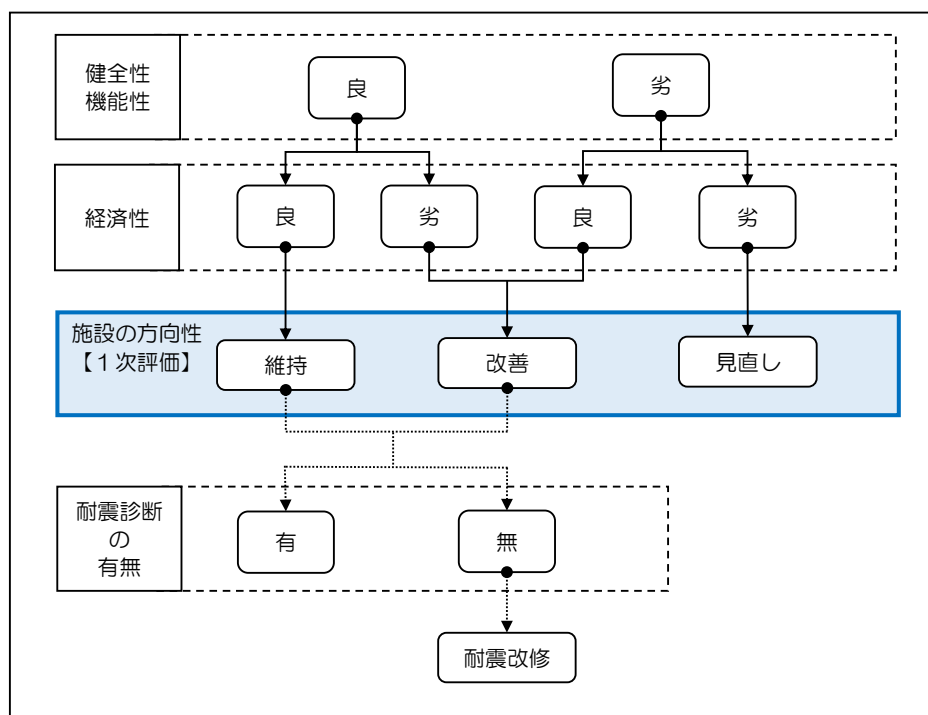 健全性
機能性
良
劣
経済性
良
劣
良
劣
施設の方向性
【１次評価】
維持
改善
見直し
耐震診断
の
有無
有
無
耐震改修